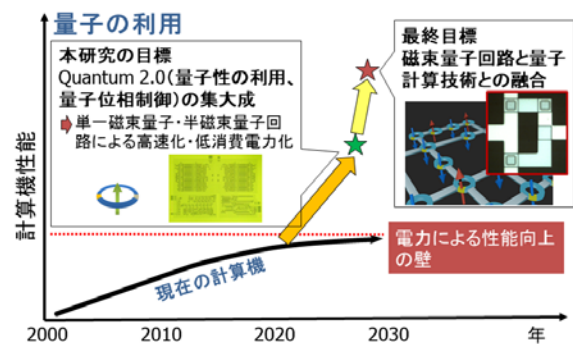 量子の利用
本研究の目標
Quantum 2.0(量子性の利用、
量子位相制御)の集大成
単一磁束量子・半磁束量子回
路による高速化・低消費電力化
最終目標
磁束量子回路と量子
計算技術との融合
計算機性能
電力による性能向上
の壁
現在の計算機
2000
2010
2020
2030
年